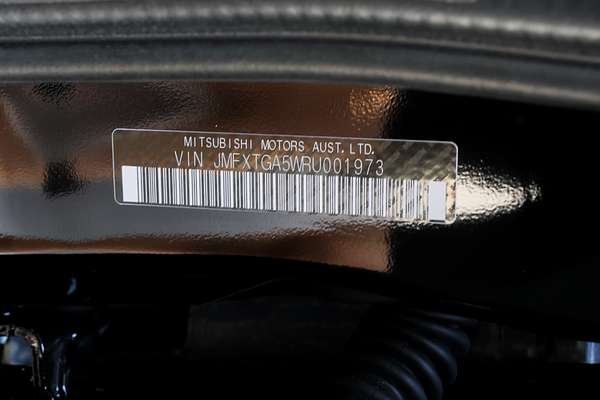 MITSUBISHI MOTORS AUST. LTD.
VIN JMFXTGA5WRU001973